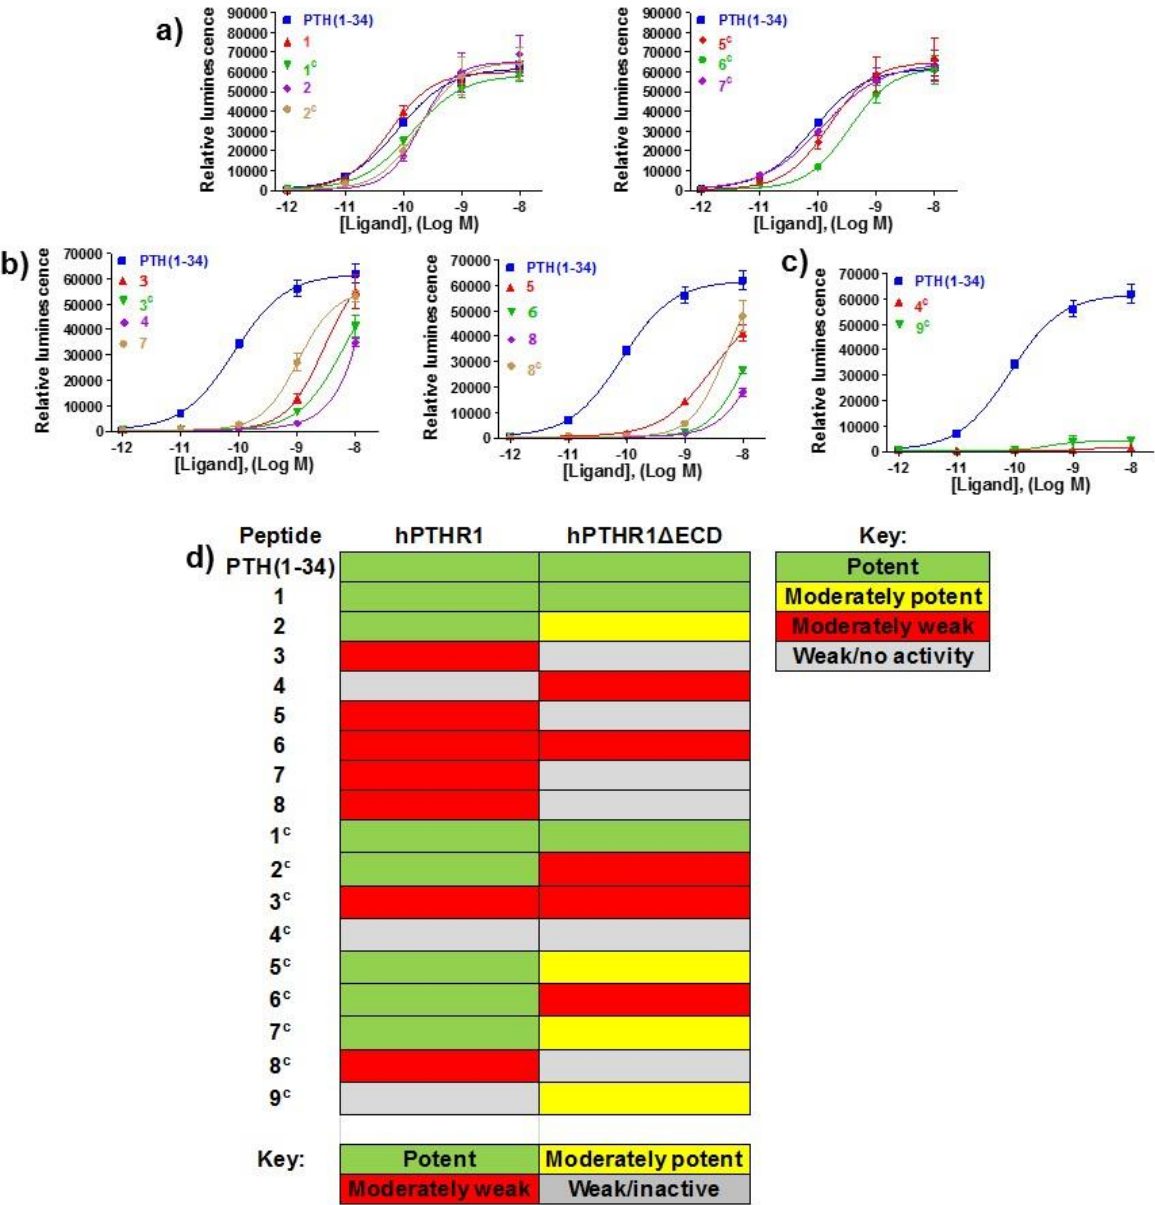 a)
Relative luminescence
90000
80000
70000
60000
50000
40000
30000
20000
10000
0
PTH(1-34)
1
1c
2
2c
-12 -11 -10 -9 -8
[Ligand], (Log M)
Relative luminescence
90000
80000
70000
60000
50000
40000
30000
20000
10000
0
PTH(1-34)
5c
6c
7c
-12 -11 -10 -9 -8
[Ligand], (Log M)
b)
Relative luminescence
70000
60000
50000
40000
30000
20000
10000
0
PTH(1-34)
3
3c
4
7
-12 -11 -10 -9 -8
[Ligand], (Log M)
Relative luminescence
70000
60000
50000
40000
30000
20000
10000
0
PTH(1-34)
5
6
8
8c
-12 -11 -10 -9 -8
[Ligand], (Log M)
c)
Relative luminescence
70000
60000
50000
40000
30000
20000
10000
0
PTH(1-34)
4c
9c
-12 -11 -10 -9 -8
[Ligand], (Log M)
d)
Peptide hPTHR1 hPTHR1ΔECD
PTH(1-34)
1
2
3
4
5
6
7
8
1c
2c
3c
4c
5c
6c
7c
8c
9c
Key:
Potent
Moderately potent
Moderately weak
Weak/no activity
Key: Potent Moderately potent
Moderately weak Weak/inactive